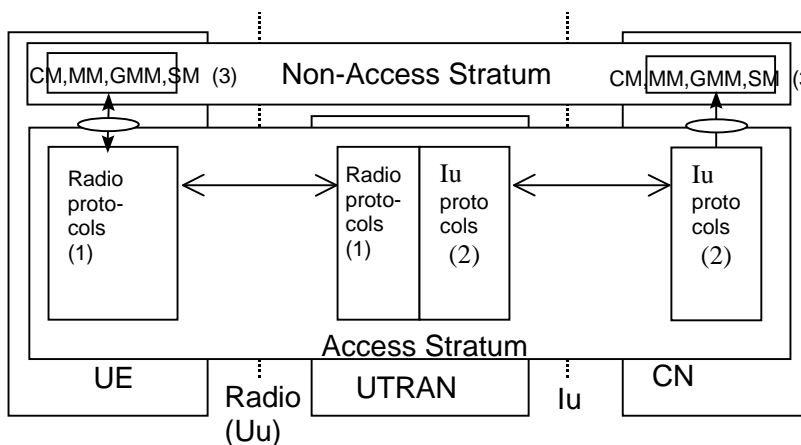 CM,MM,GMM,SM (3)
Non-Access Stratum
CM,MM,GMM,SM (3
Radio
proto-
cols
(1)
Radio
proto-
cols
(1)
Iu
proto
cols
(2)
Iu
proto
cols
(2)
Access Stratum
UE
Radio
(Uu)
UTRAN
Iu
CN